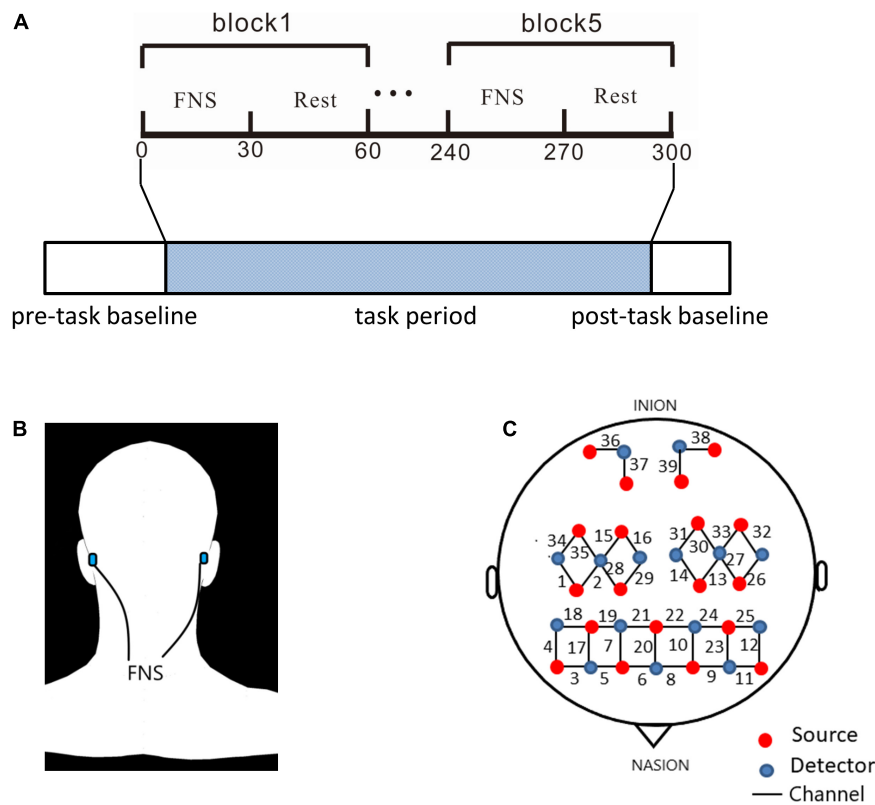 A
block1 block5
FNS Rest ••• FNS Rest
0 30 60 240 270 300
pre-task baseline task period post-task baseline
B
FNS
C
INION
36 38
37 39
34 15 16 31 33 32
35 30
28 27
1 2 29 14 13 26
18 19 21 22 24 25
4 17 7 20 10 23 12
3 5 6 8 9 11
NASION
Source
Detector
Channel